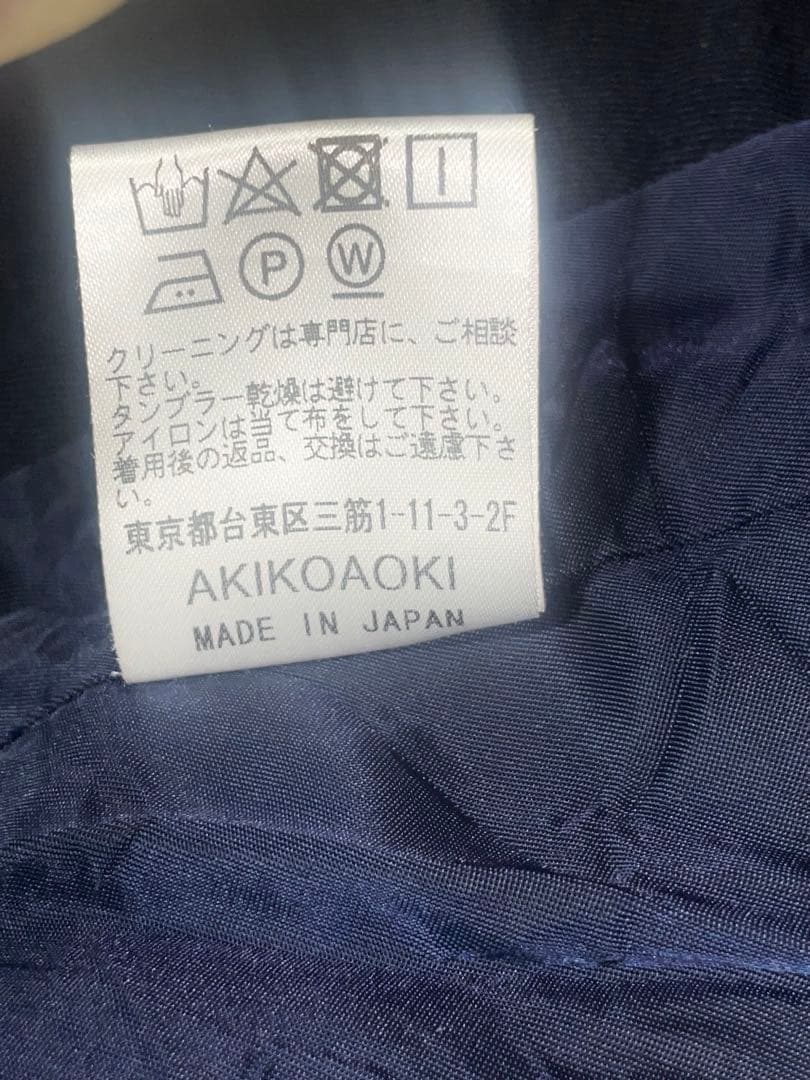 P W
クリーニングは専門店に、ご相談
下さい。
タンブラー乾燥は避けて下さい。
アイロンは当て布をして下さい。
着用後の返品、交換はご遠慮下さ
い。
東京都台東区三筋1-11-3-2F
AKIKOAOKI
MADE IN JAPAN